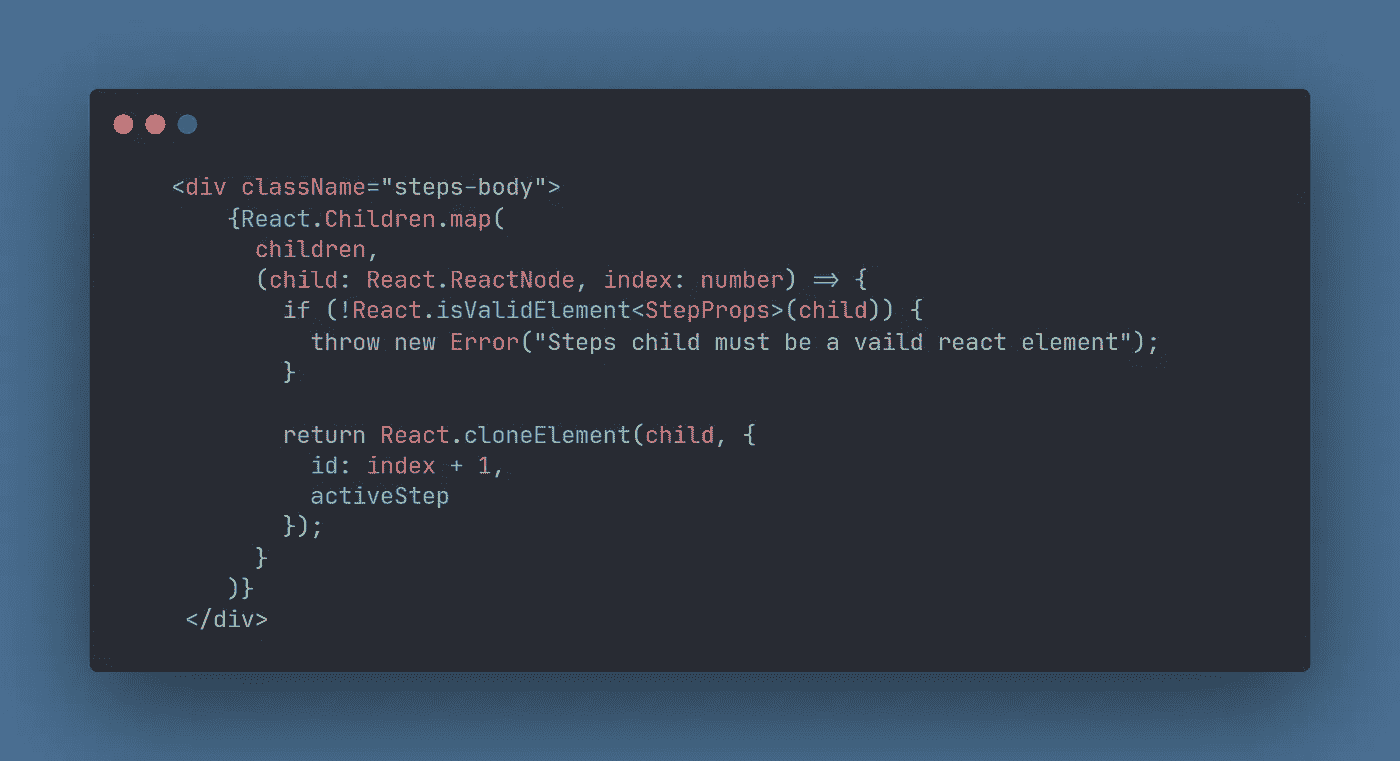 <div className="steps-body">
{React.Children.map(
children,
(child: React.ReactNode, index: number) => {
if (!React.isValidElement<StepProps>(child)) {
throw new Error("Steps child must be a vaild react element");
}
return React.cloneElement(child, {
id: index + 1,
activeStep
});
}
)}
</div>